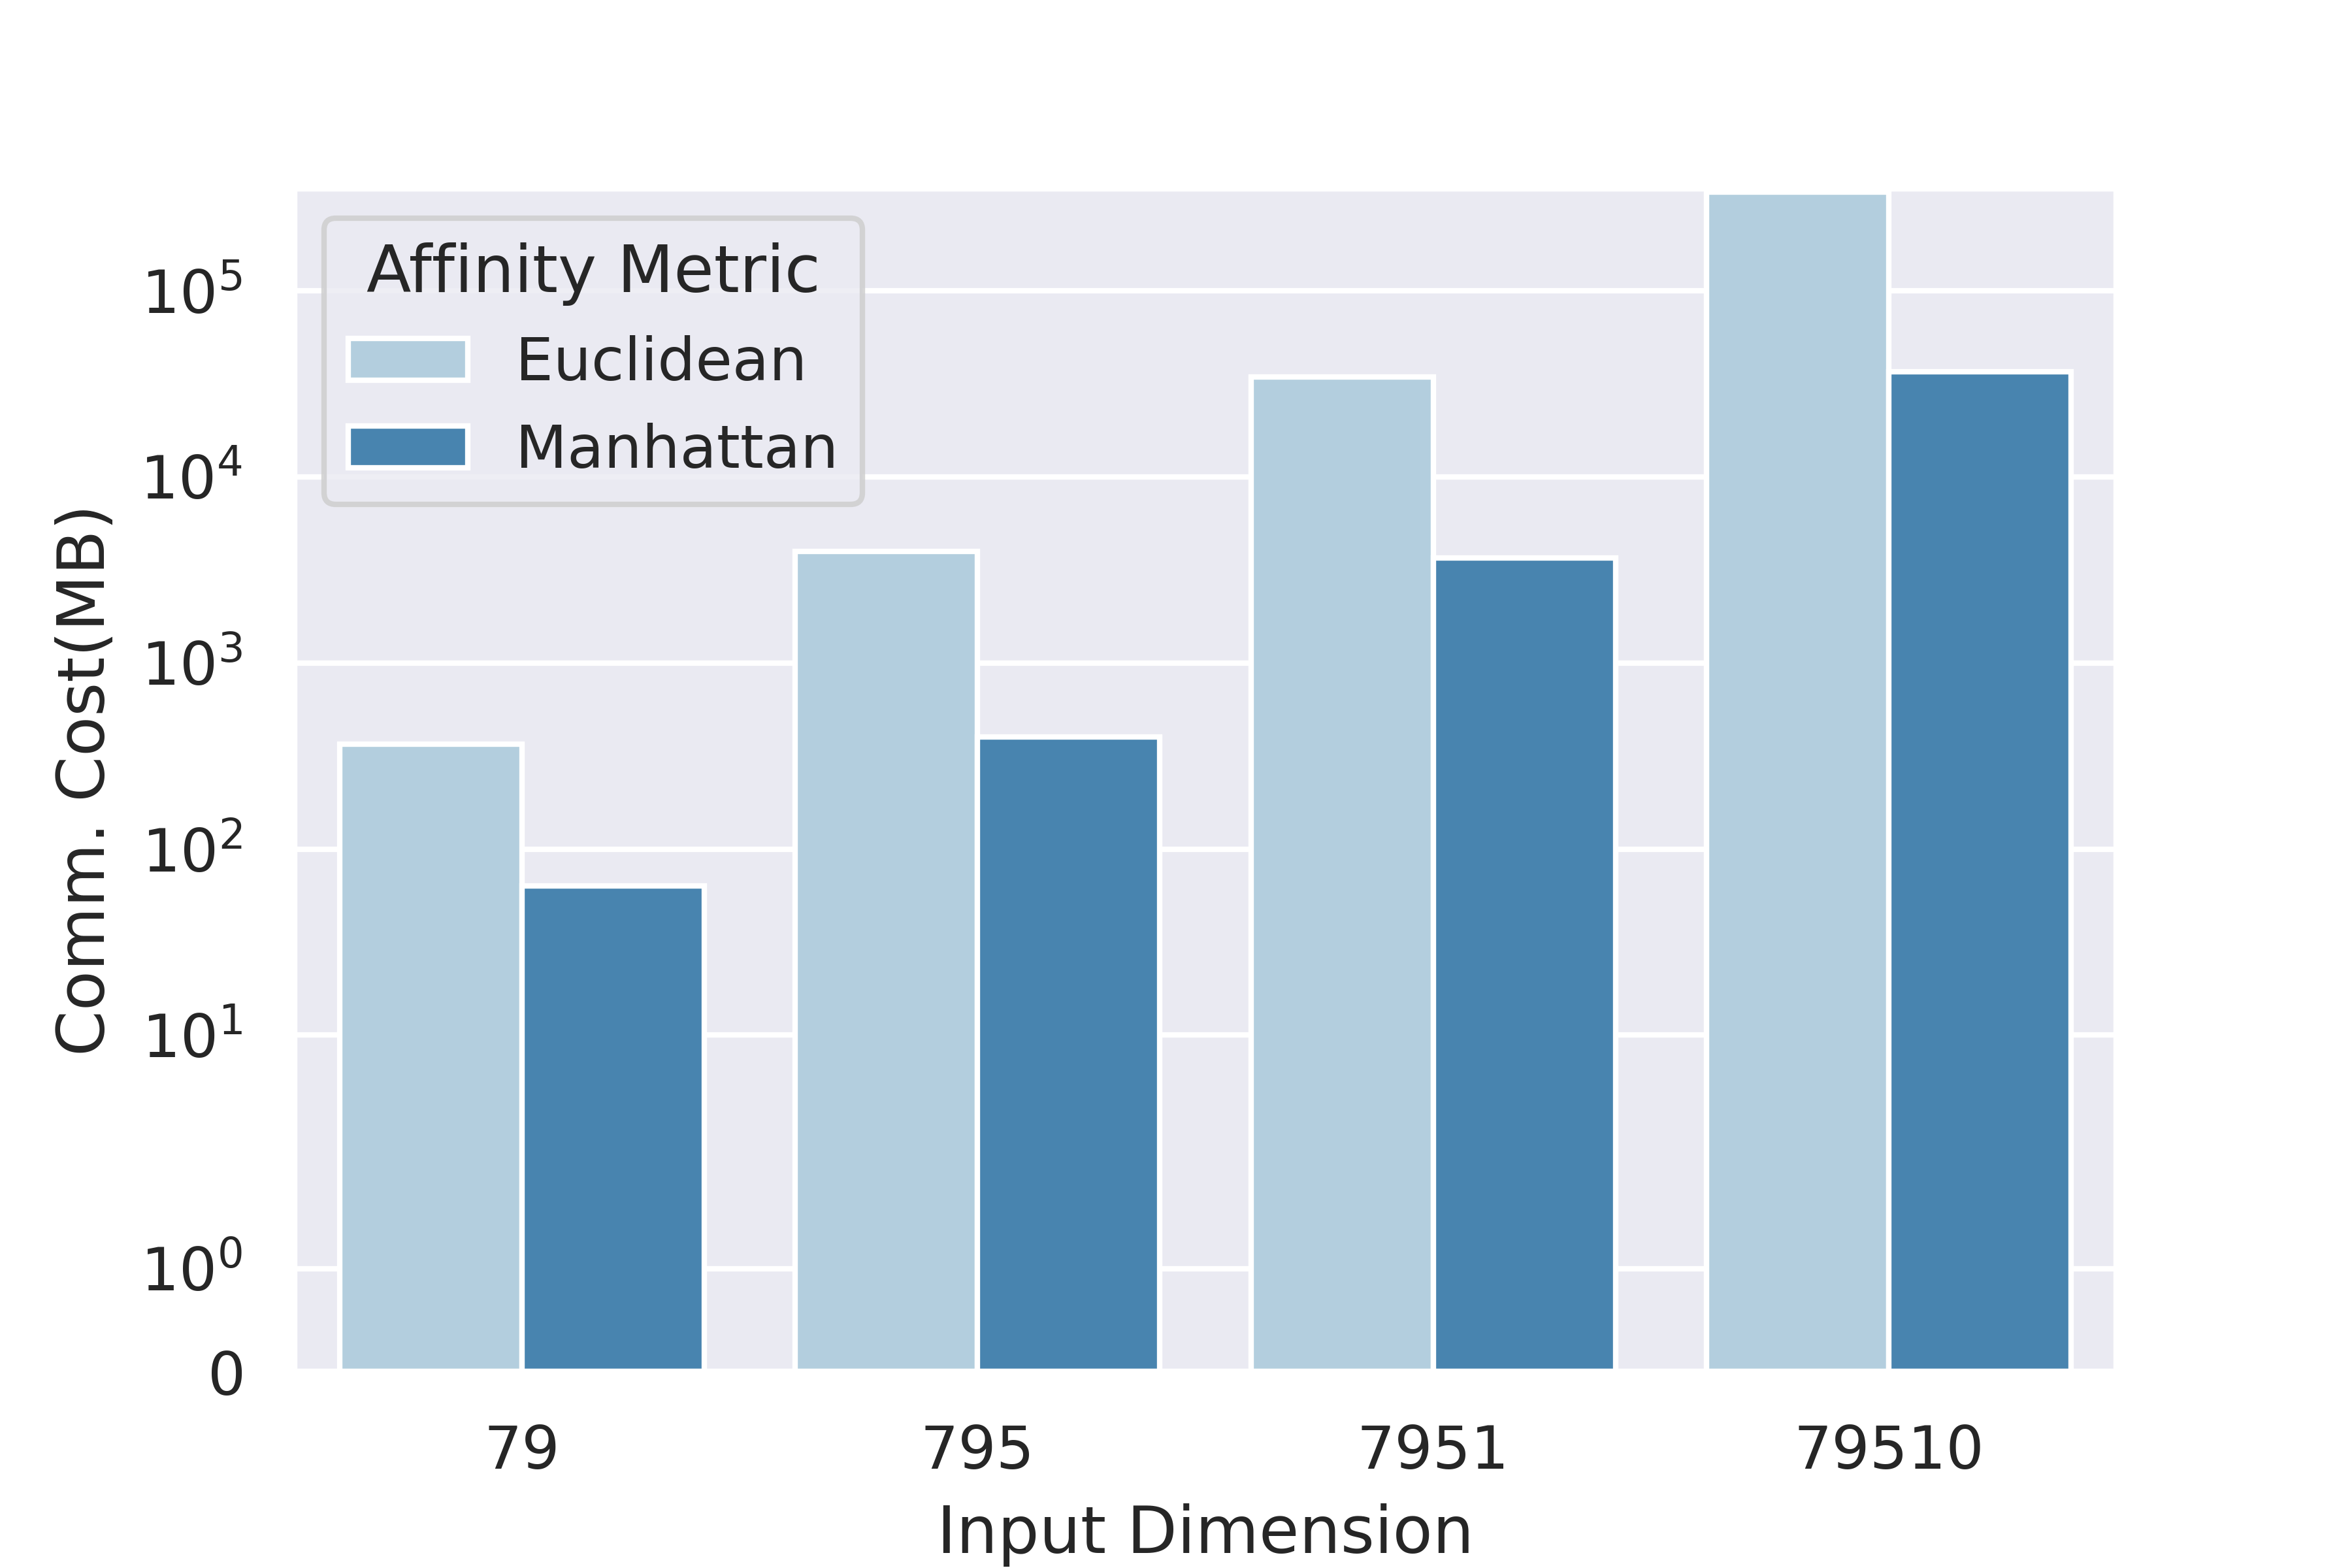 Affinity Metric
Euclidean
Manhattan
10⁵
10⁴
10³
10²
10¹
10⁰
0
Comm. Cost(MB)
79 795 7951 79510
Input Dimension